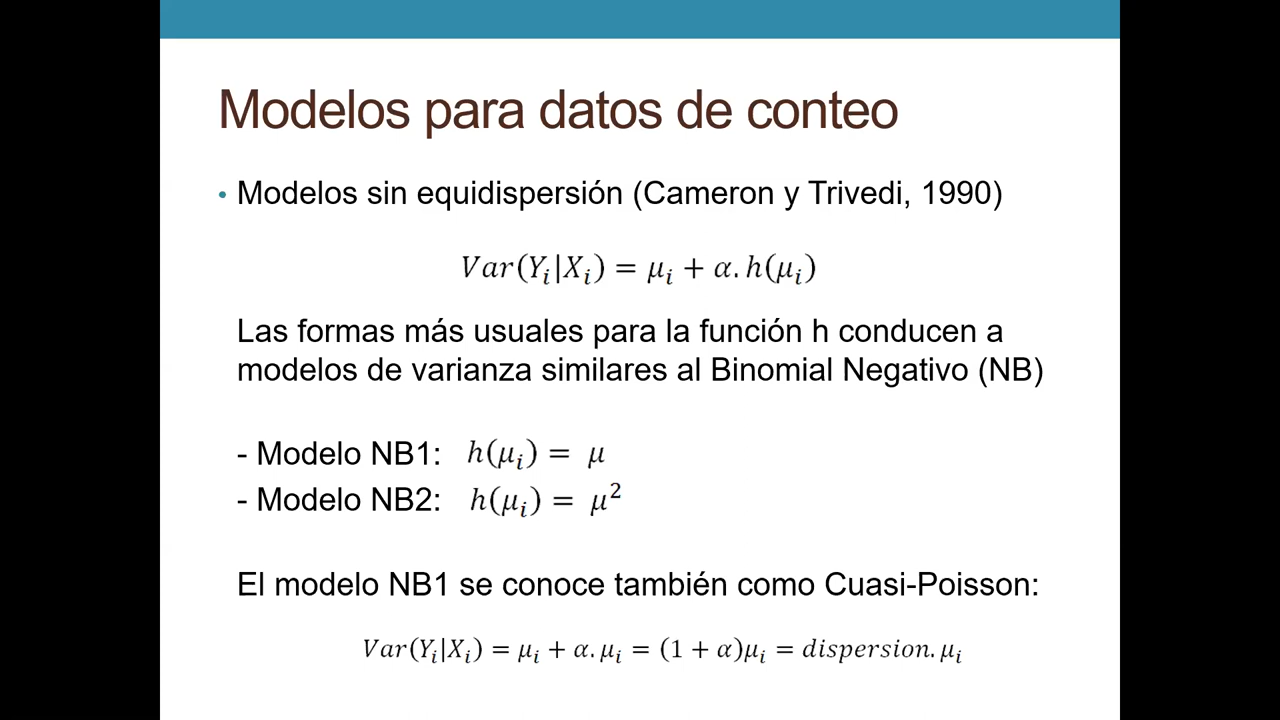 Modelos para datos de conteo
• Modelos sin equidispersión (Cameron y Trivedi, 1990)
Var(Yᵢ|Xᵢ) = μᵢ + α. h(μᵢ)
Las formas más usuales para la función h conducen a
modelos de varianza similares al Binomial Negativo (NB)
- Modelo NB1: h(μᵢ) = μ
- Modelo NB2: h(μᵢ) = μ²
El modelo NB1 se conoce también como Cuasi-Poisson:
Var(Yᵢ|Xᵢ) = μᵢ + α. μᵢ = (1 + α)μᵢ = dispersion. μᵢ